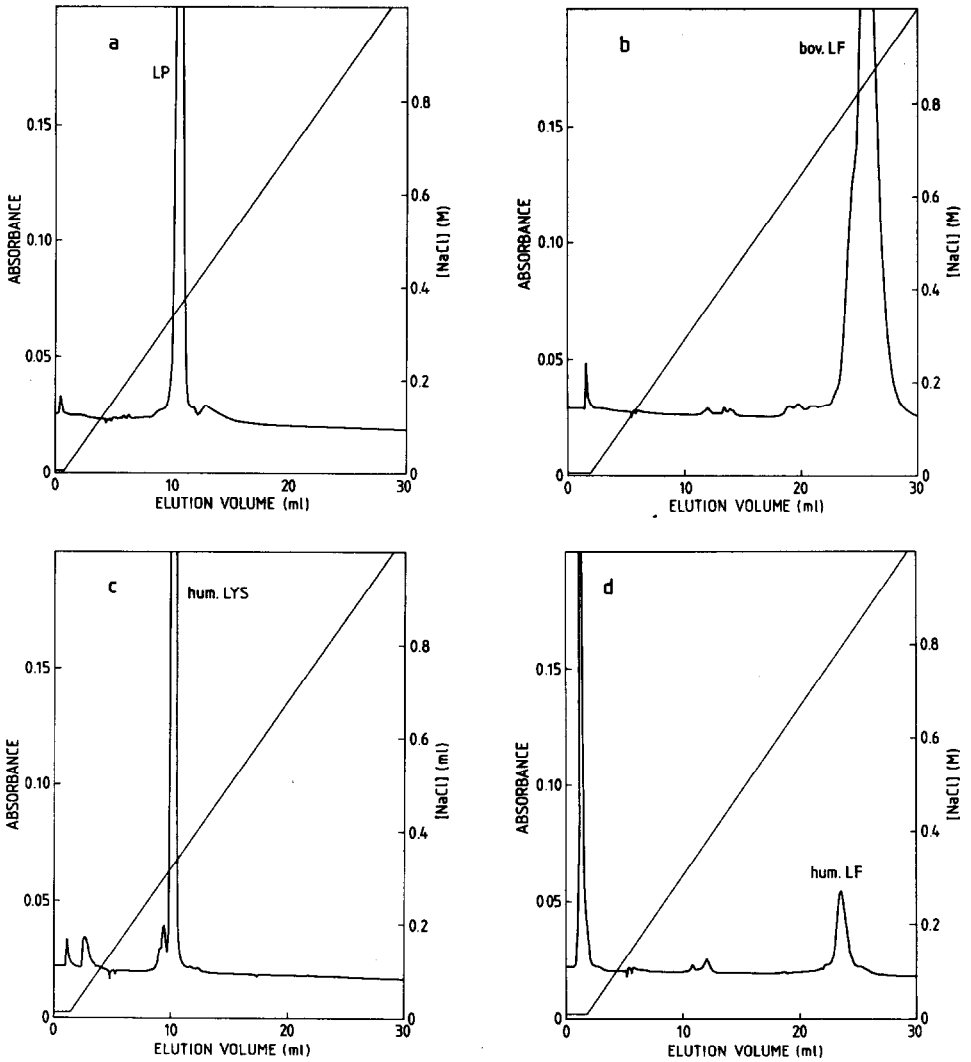 a
LP
ABSORBANCE
0.15
0.10
0.05
0
0.8
0.6
0.4
0.2
0
[NaCl] (M)
0
10
20
30
ELUTION VOLUME (ml)
b
bov. LF
ABSORBANCE
0.15
0.10
0.05
0
0.8
0.6
0.4
0.2
0
[NaCl] (M)
0
10
20
30
ELUTION VOLUME (ml)
c
hum. LYS
ABSORBANCE
0.15
0.10
0.05
0
0.8
0.6
0.4
0.2
0
[NaCl] (ml)
0
10
20
30
ELUTION VOLUME (ml)
d
hum. LF
ABSORBANCE
0.15
0.10
0.05
0
0.8
0.6
0.4
0.2
0
[NaCl] (M)
0
10
20
30
ELUTION VOLUME (ml)